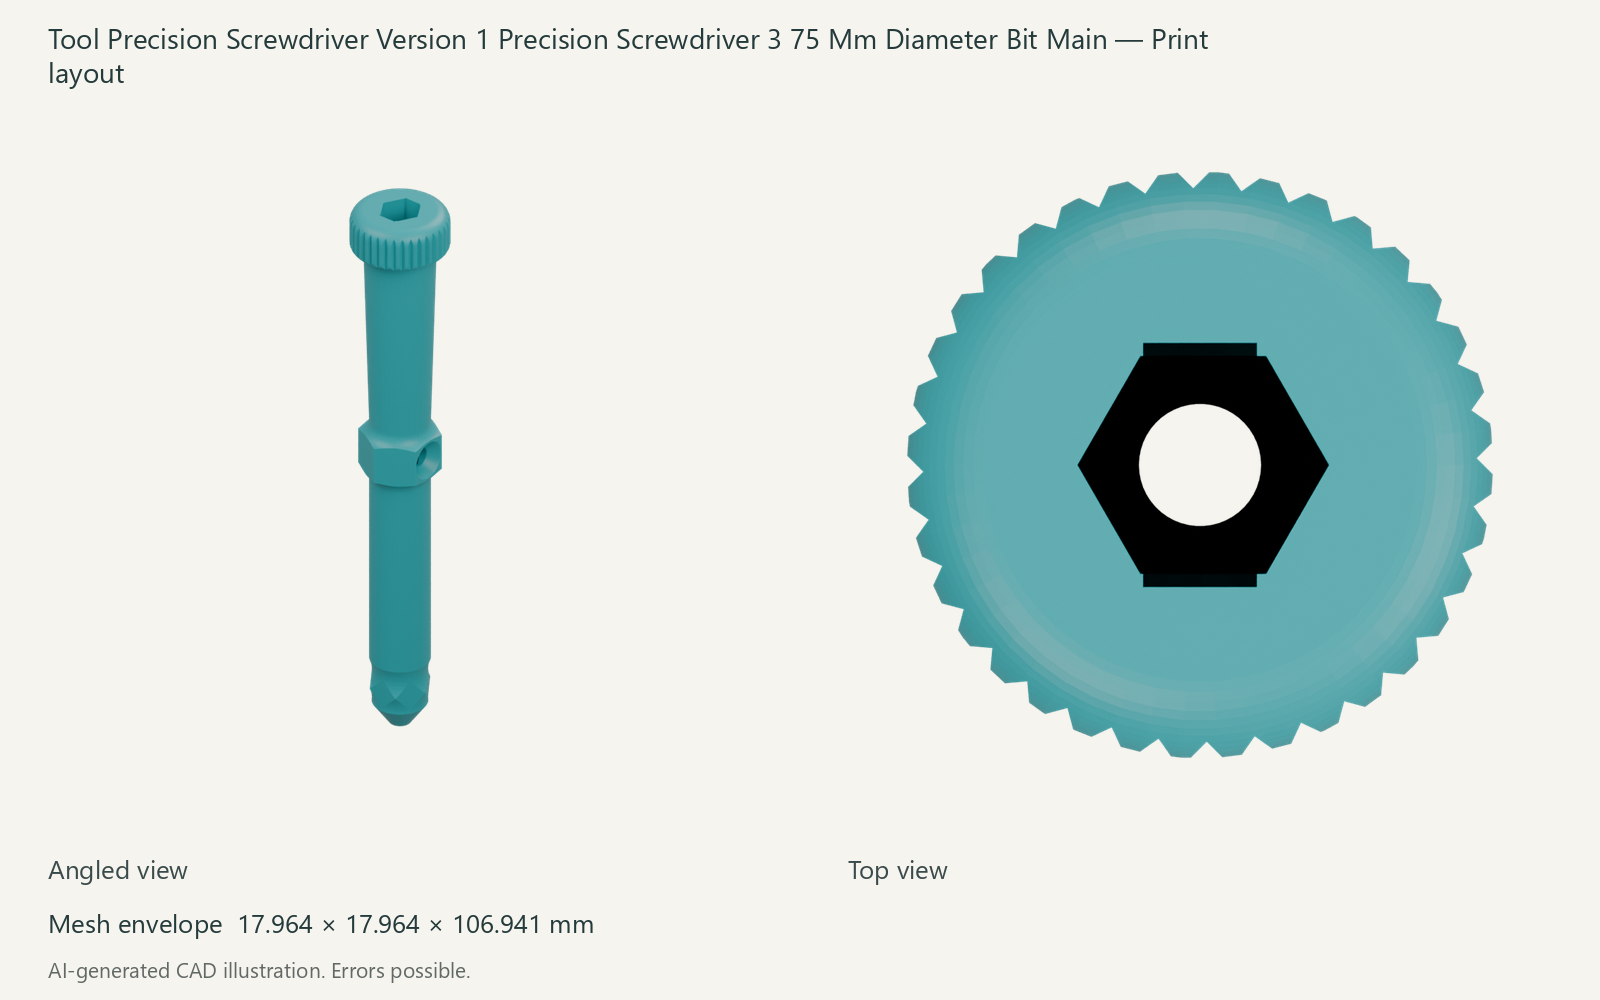 Tool Precision Screwdriver Version 1 Precision Screwdriver 3 75 Mm Diameter Bit Main — Print
layout
Angled view
Top view
Mesh envelope 17.964 × 17.964 × 106.941 mm
AI-generated CAD illustration. Errors possible.